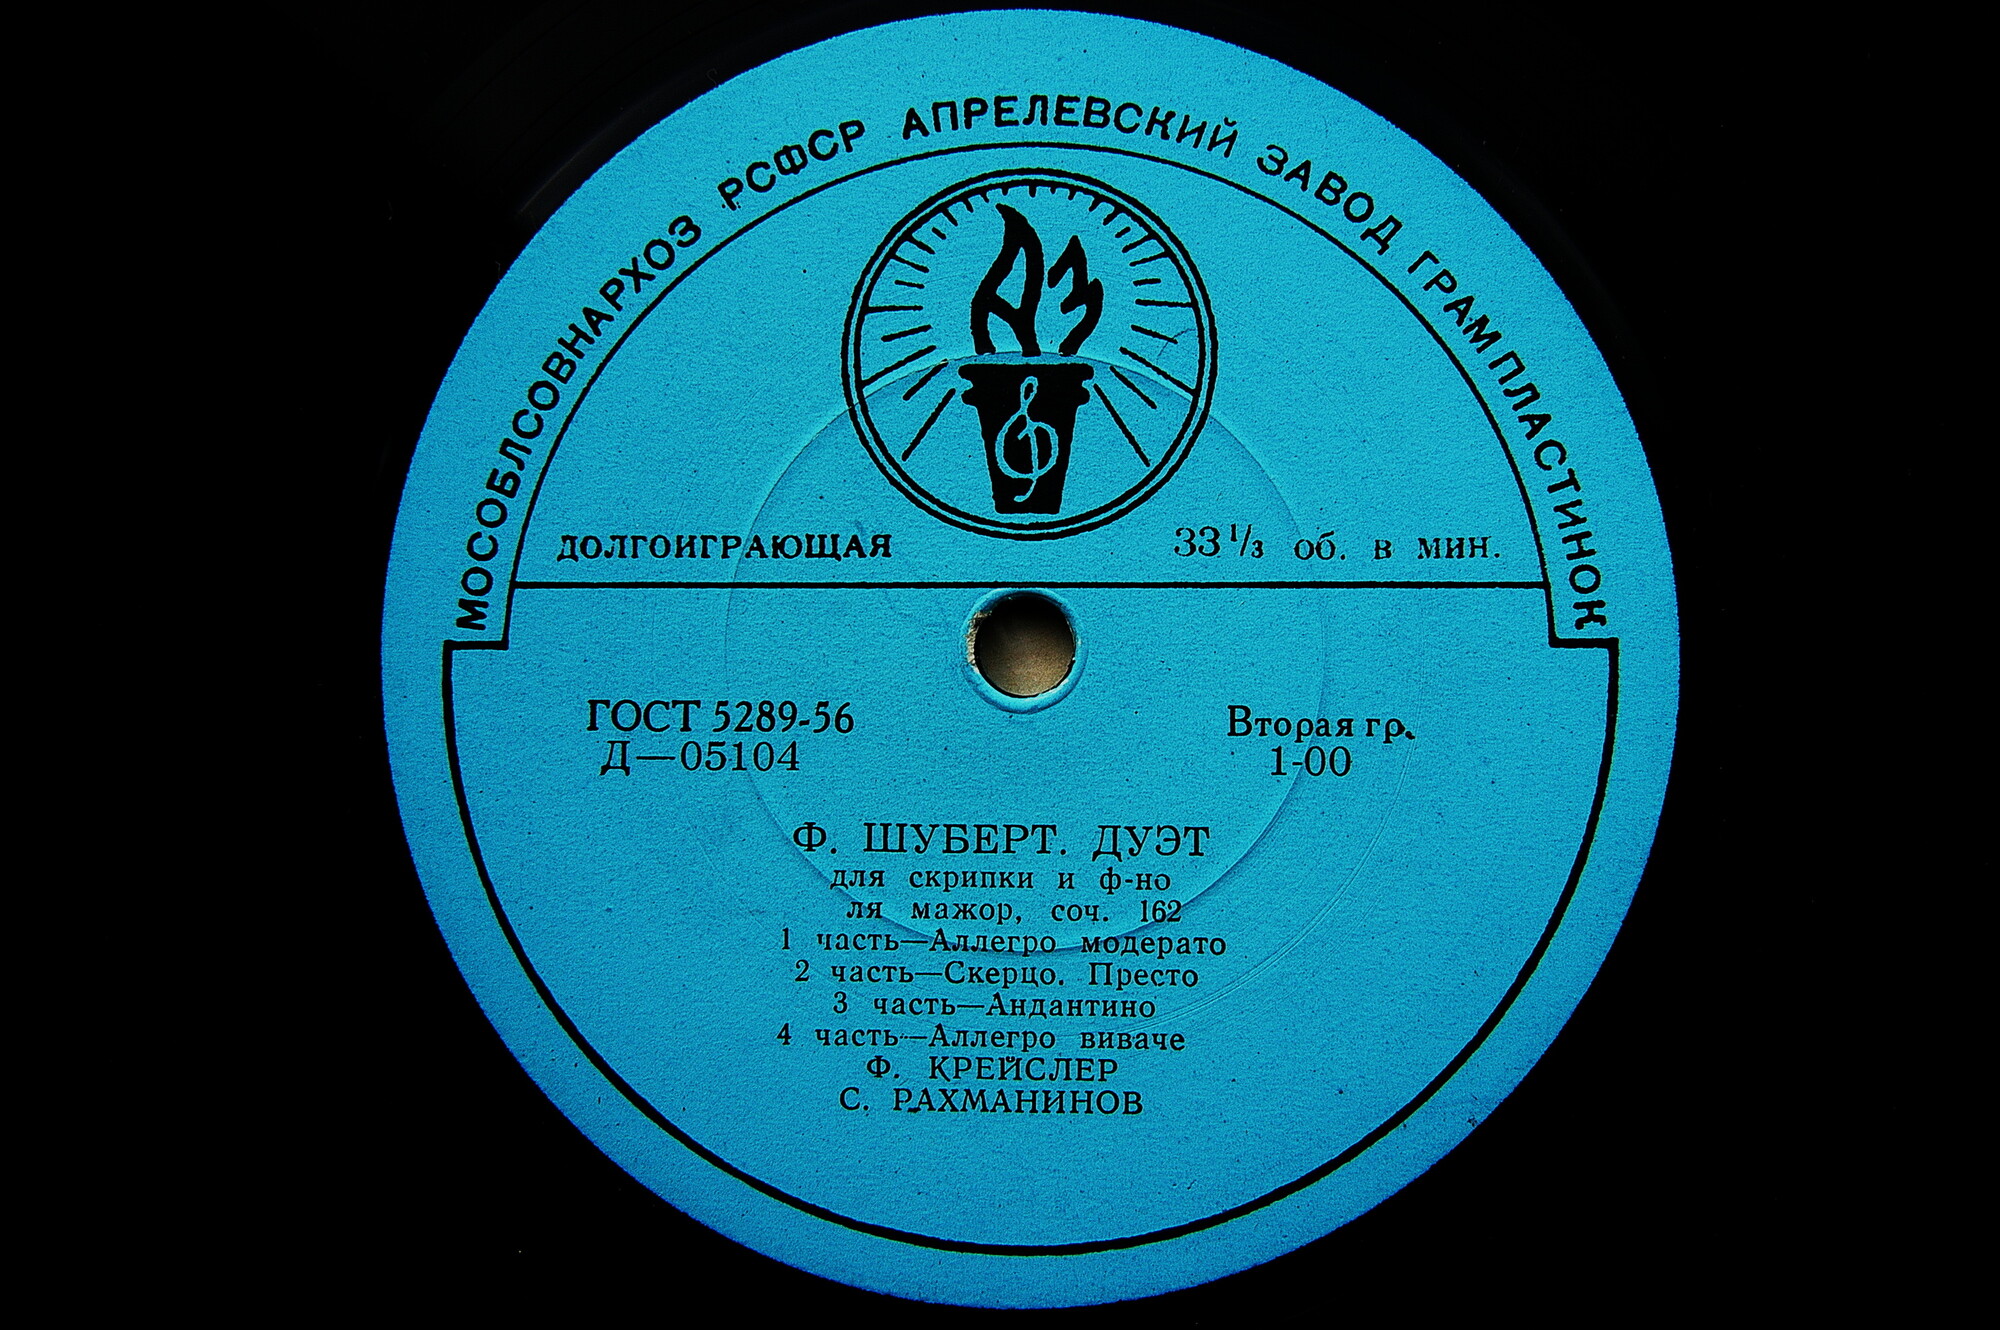 МОСОБЛСОВНАРХОЗ РСФСР АПРЕЛЕВСКИЙ ЗАВОД ГРАМПЛАСТИНОК
АЗ
ДОЛГОИГРАЮЩАЯ 33 1/3 об. в мин.
ГОСТ 5289-56 Вторая гр.
Д—05104 1-00
Ф. ШУБЕРТ. ДУЭТ
для скрипки и ф-но
ля мажор, соч. 162
1 часть—Аллегро модерато
2 часть—Скерцо. Престо
3 часть—Андантино
4 часть—Аллегро виваче
Ф. КРЕЙСЛЕР
С. РАХМАНИНОВ